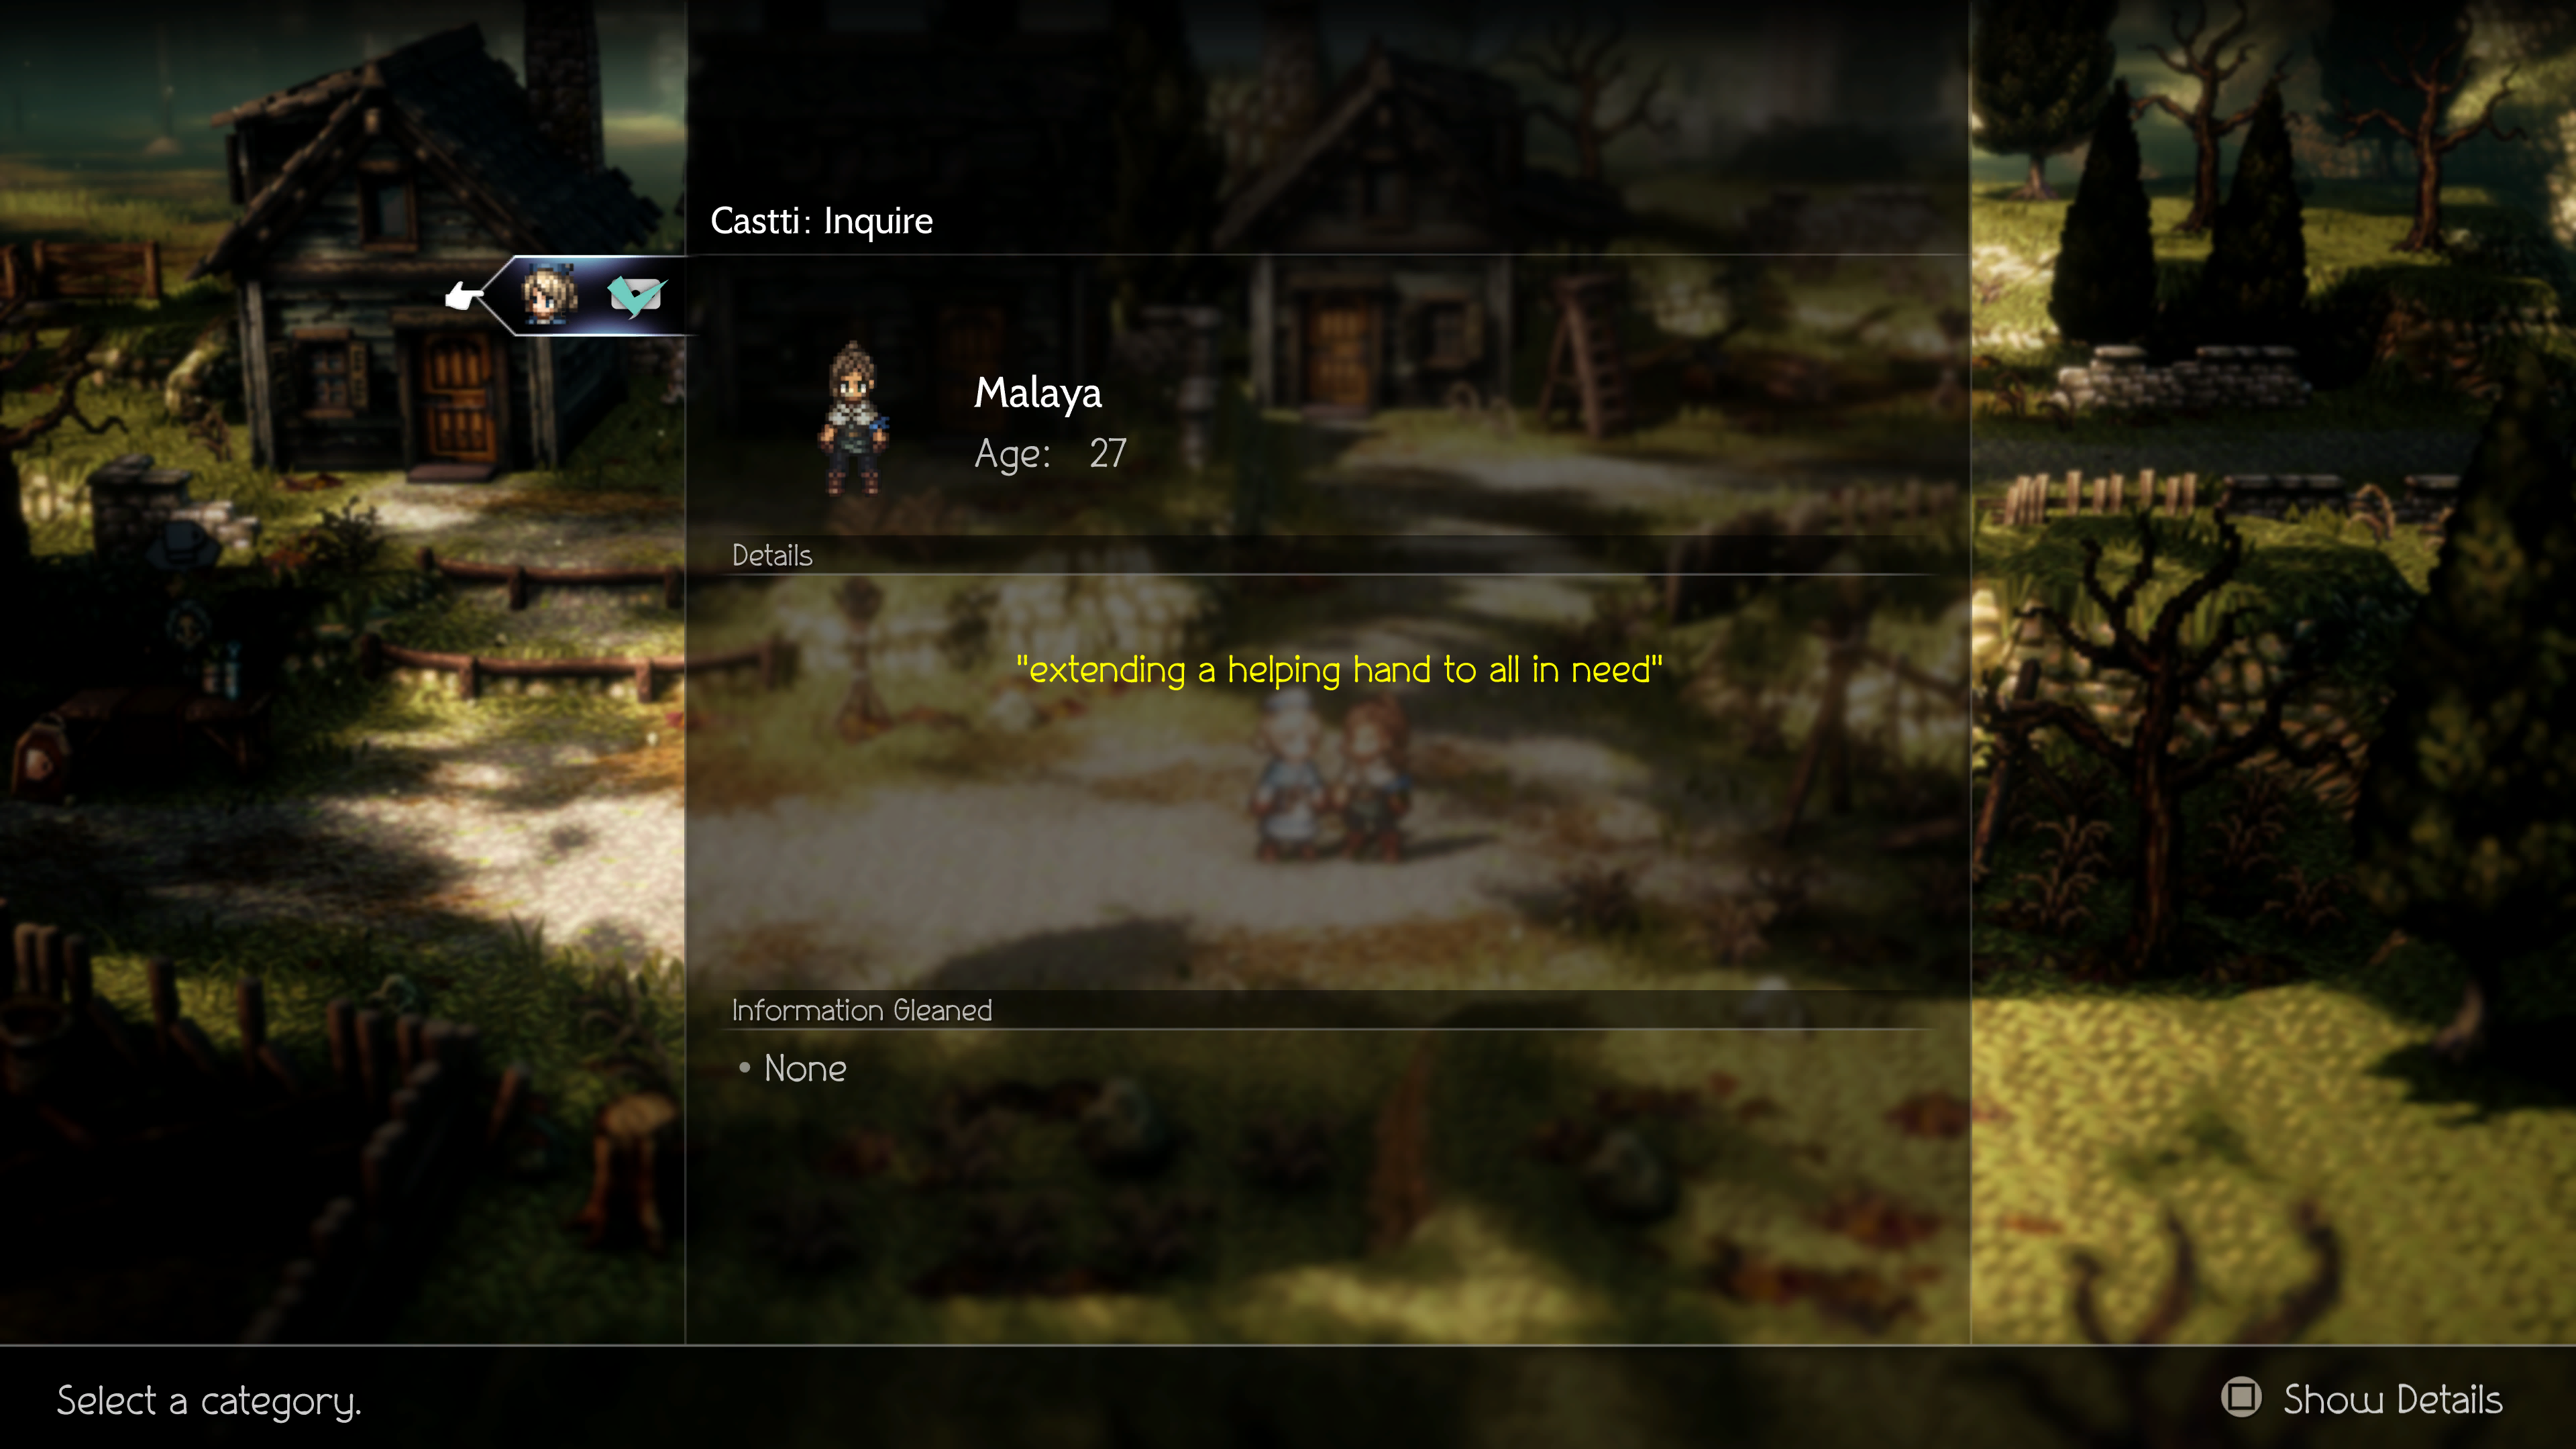 Castti: Inquire
Malaya
Age: 27
Details
"extending a helping hand to all in need"
Information Gleaned
• None
Select a category.
Show Details